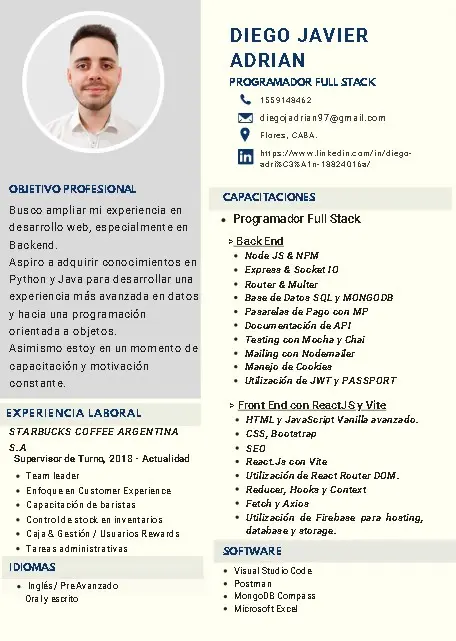 DIEGO JAVIER
ADRIAN
PROGRAMADOR FULL STACK
1559148462
diegojadrian97@gmail.com
Flores, CABA.
https://www.linkedin.com/in/diego-
adri%C3%A1n-18824016a/
OBJETIVO PROFESIONAL
Busco ampliar mi experiencia en
desarrollo web, especialmente en
Backend.
Aspiro a adquirir conocimientos en
Python y Java para desarrollar una
experiencia más avanzada en datos
y hacia una programación
orientada a objetos.
Asimismo estoy en un momento de
capacitación y motivación
constante.
EXPERIENCIA LABORAL
STARBUCKS COFFEE ARGENTINA
S.A
Supervisor de Turno, 2018 - Actualidad
• Team leader
• Enfoque en Customer Experience
• Capacitación de baristas
• Control de stock en inventarios
• Caja & Gestión / Usuarios Rewards
• Tareas administrativas
IDIOMAS
• Inglés / Pre Avanzado
Oral y escrito
CAPACITACIONES
• Programador Full Stack
> Back End
• Node JS & NPM
• Express & Socket IO
• Router & Multer
• Base de Datos SQL y MONGODB
• Pasarelas de Pago con MP
• Documentación de API
• Testing con Mocha y Chai
• Mailing con Nodemailer
• Manejo de Cookies
• Utilización de JWT y PASSPORT
> Front End con ReactJS y Vite
• HTML y JavaScript Vanilla avanzado.
• CSS, Bootstrap
• SEO
• React.Js con Vite
• Utilización de React Router DOM.
• Reducer, Hooks y Context
• Fetch y Axios
• Utilización de Firebase para hosting,
database y storage.
SOFTWARE
• Visual Studio Code
• Postman
• MongoDB Compass
• Microsoft Excel